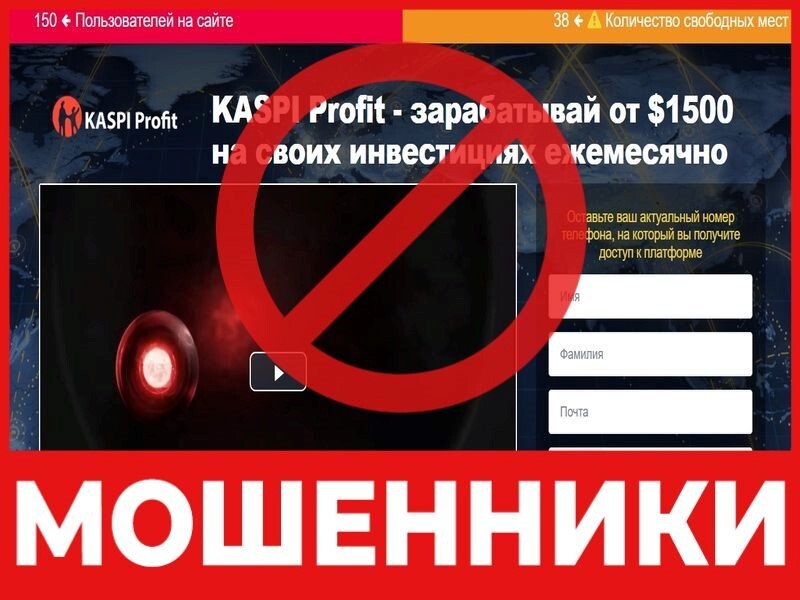 150 🡸 Пользователей на сайте
38 🡸 ⚠ Количество свободных мест
KASPI Profit
KASPI Profit - зарабатывай от $1500
на своих инвестициях ежемесячно
Оставьте ваш актуальный номер
телефона, на который вы получите
доступ к платформе
Имя
Фамилия
Почта
МОШЕННИКИ